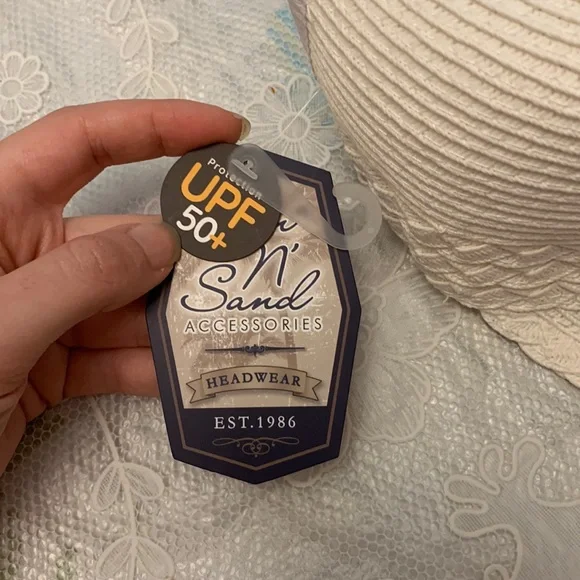 Protection
UPF
50+
N'
Sand
ACCESSORIES
HEADWEAR
EST.1986